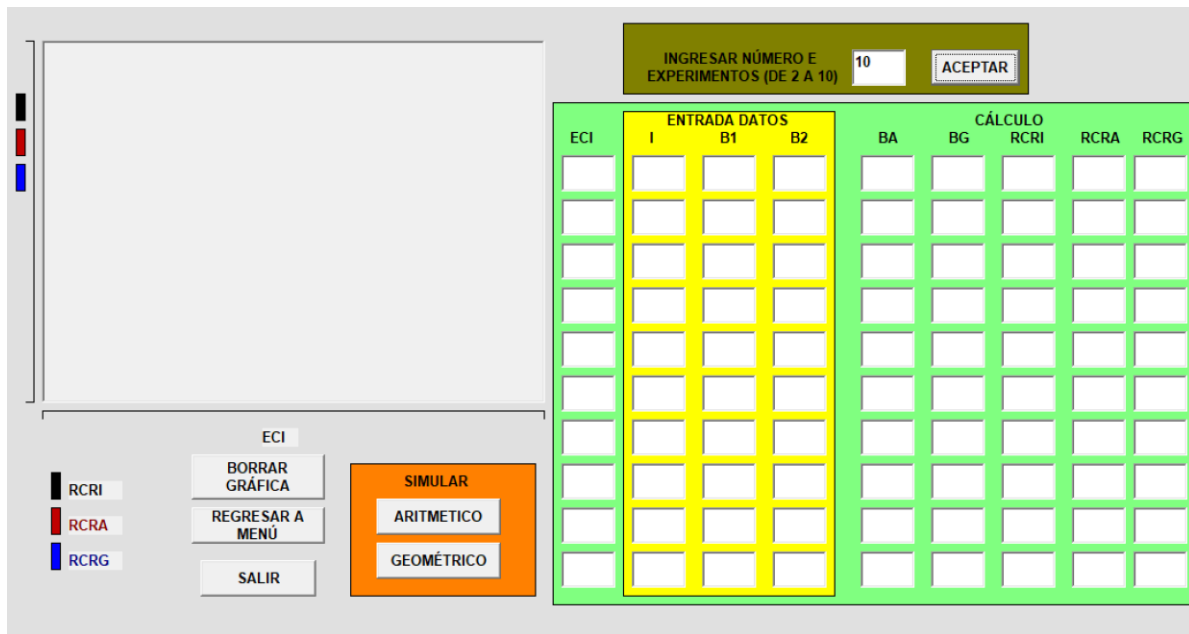 INGRESAR NÚMERO E
EXPERIMENTOS (DE 2 A 10)
10
ACEPTAR
ENTRADA DATOS
CÁLCULO
ECI I B1 B2 BA BG RCRI RCRA RCRG
ECI
BORRAR
GRÁFICA
REGRESAR A
MENÚ
SALIR
RCRI
RCRA
RCRG
SIMULAR
ARITMETICO
GEOMÉTRICO